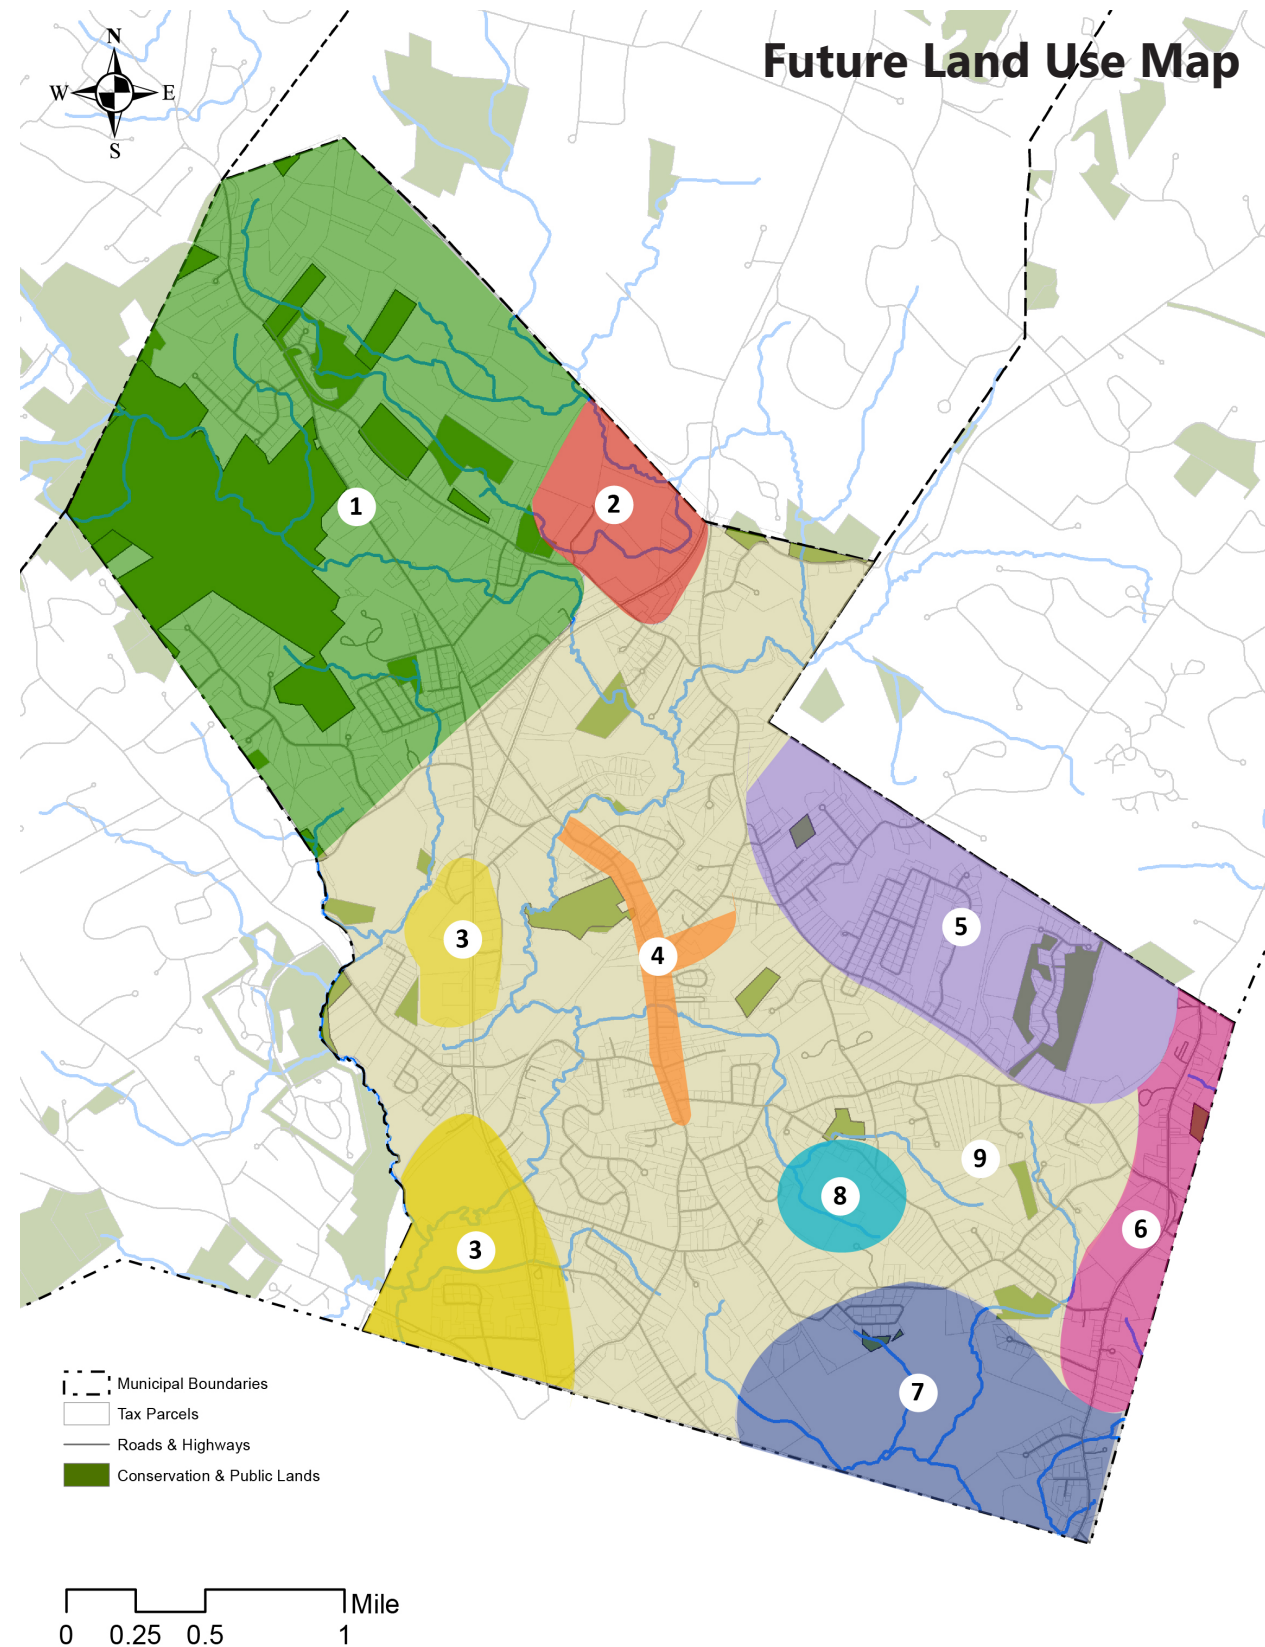 Future Land Use Map
N
W E
S
1
2
3
4
5
9
8
6
3
7
Municipal Boundaries
Tax Parcels
Roads & Highways
Conservation & Public Lands
Mile
0 0.25 0.5 1